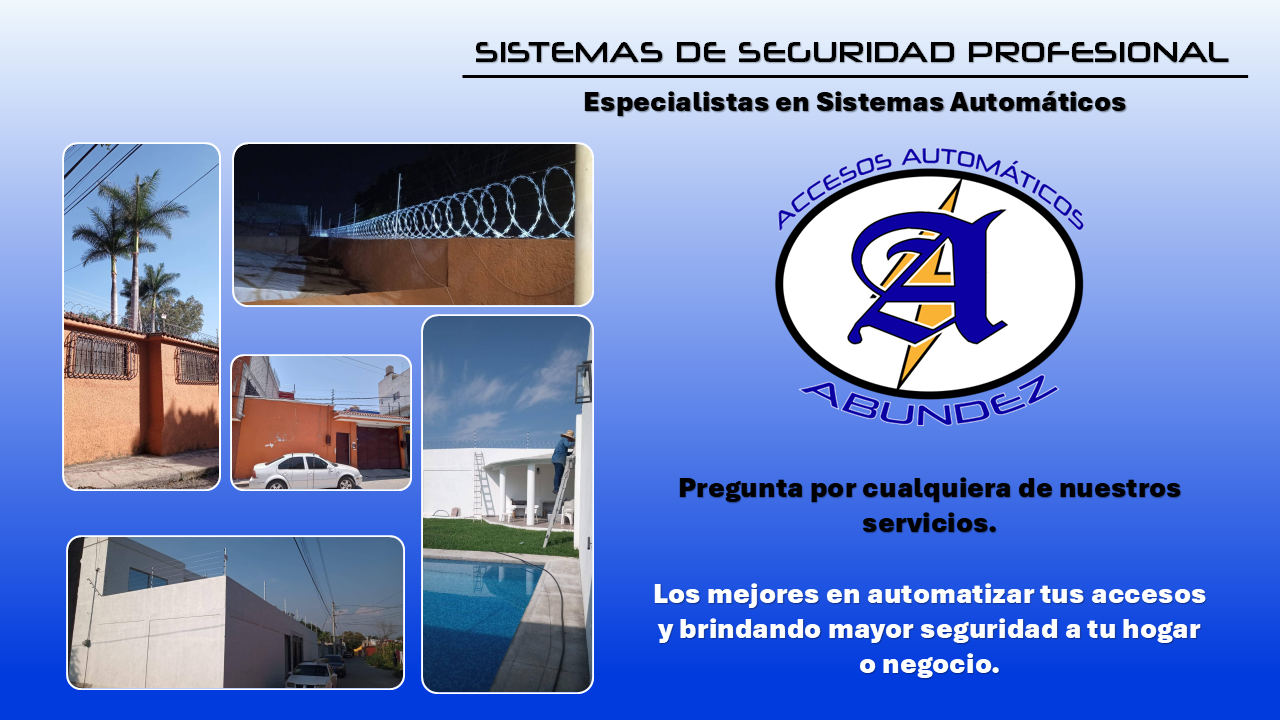 SISTEMAS DE SEGURIDAD PROFESIONAL
Especialistas en Sistemas Automáticos
ACCESOS AUTOMÁTICOS
A
ABUNDEZ
Pregunta por cualquiera de nuestros
servicios.
Los mejores en automatizar tus accesos
y brindando mayor seguridad a tu hogar
o negocio.